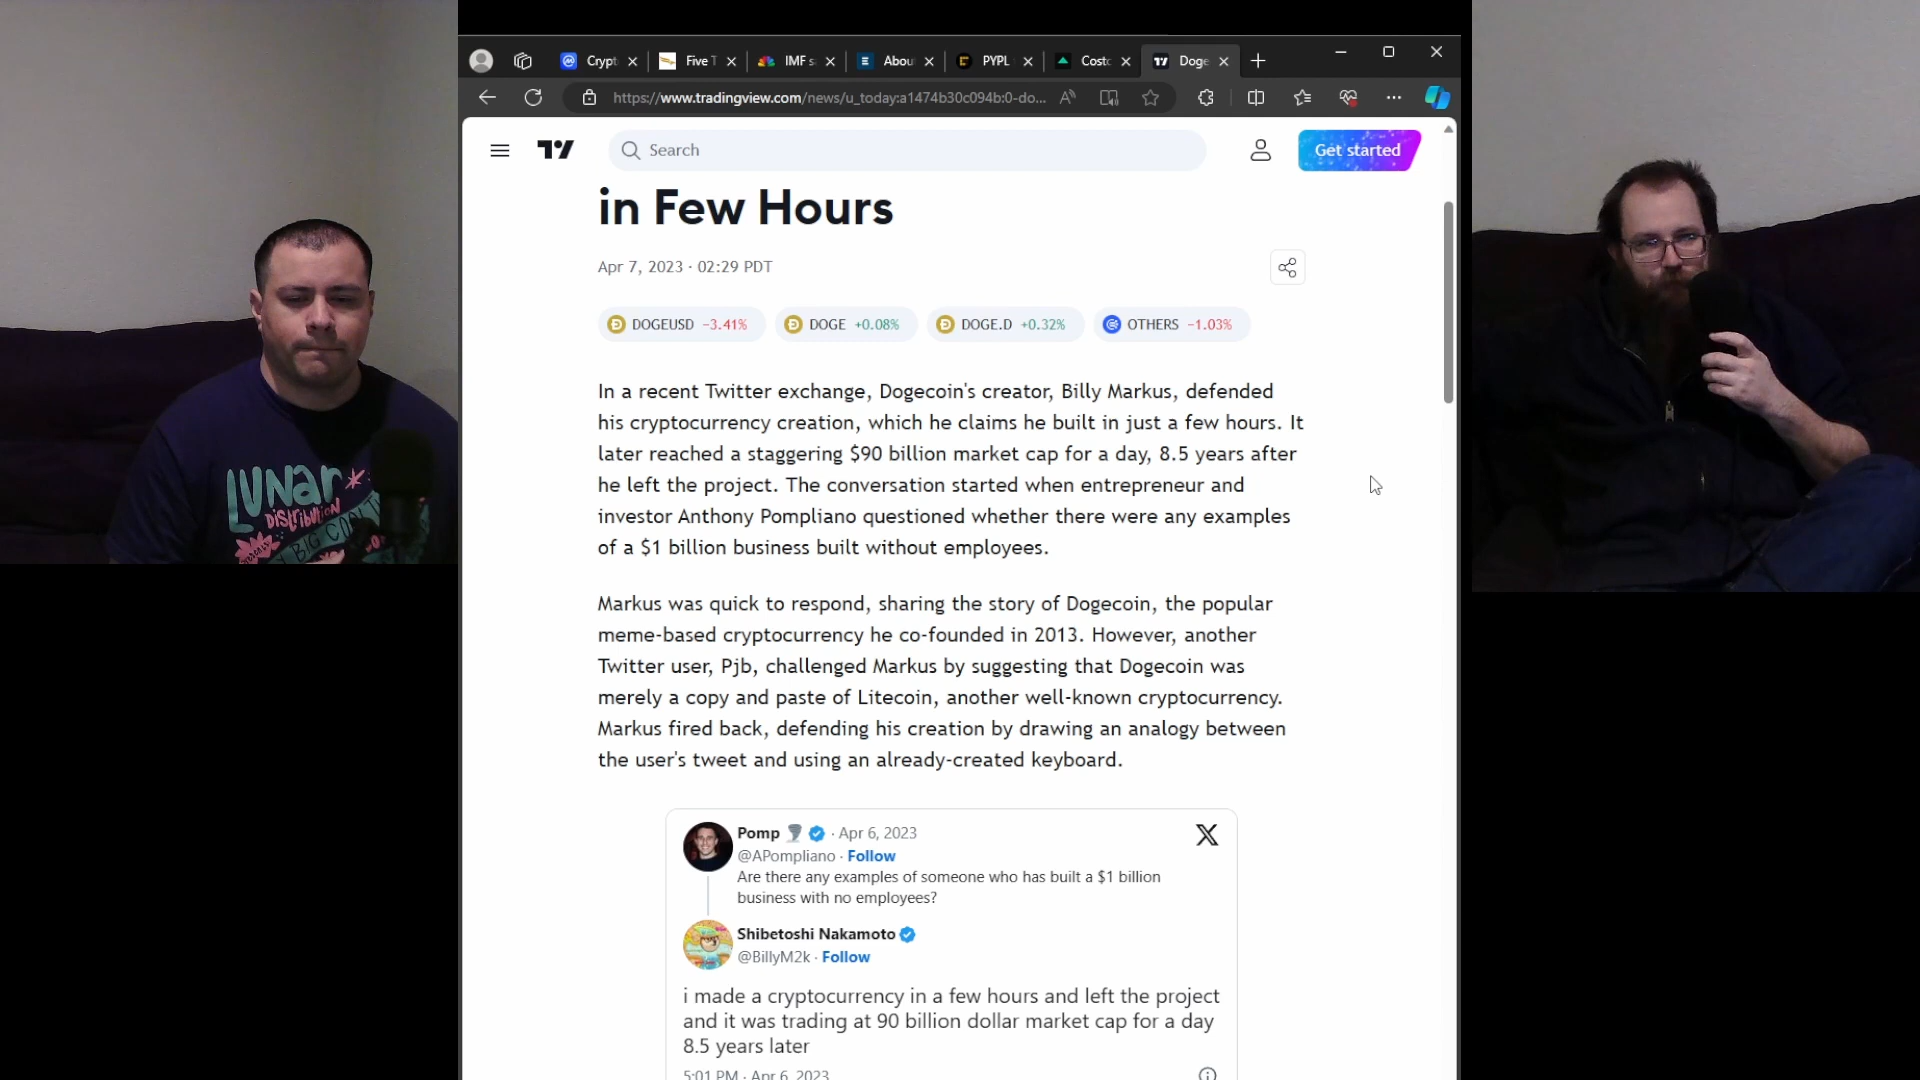 Crypt
Five T
IMF s
Abou
PYPL
Costc
Doge
https://www.tradingview.com/news/u_today:a1474b30c094b:0-do...
Search
Get started
in Few Hours
Apr 7, 2023 · 02:29 PDT
DOGEUSD −3.41%
DOGE +0.08%
DOGE.D +0.32%
OTHERS −1.03%
In a recent Twitter exchange, Dogecoin's creator, Billy Markus, defended
his cryptocurrency creation, which he claims he built in just a few hours. It
later reached a staggering $90 billion market cap for a day, 8.5 years after
he left the project. The conversation started when entrepreneur and
investor Anthony Pompliano questioned whether there were any examples
of a $1 billion business built without employees.
Markus was quick to respond, sharing the story of Dogecoin, the popular
meme-based cryptocurrency he co-founded in 2013. However, another
Twitter user, Pjb, challenged Markus by suggesting that Dogecoin was
merely a copy and paste of Litecoin, another well-known cryptocurrency.
Markus fired back, defending his creation by drawing an analogy between
the user's tweet and using an already-created keyboard.
Pomp · Apr 6, 2023
@APompliano · Follow
Are there any examples of someone who has built a $1 billion
business with no employees?
Shibetoshi Nakamoto
@BillyM2k · Follow
i made a cryptocurrency in a few hours and left the project
and it was trading at 90 billion dollar market cap for a day
8.5 years later
5:01 PM · Apr 6, 2023
LUNAR
DISTRIBUTION
BIG